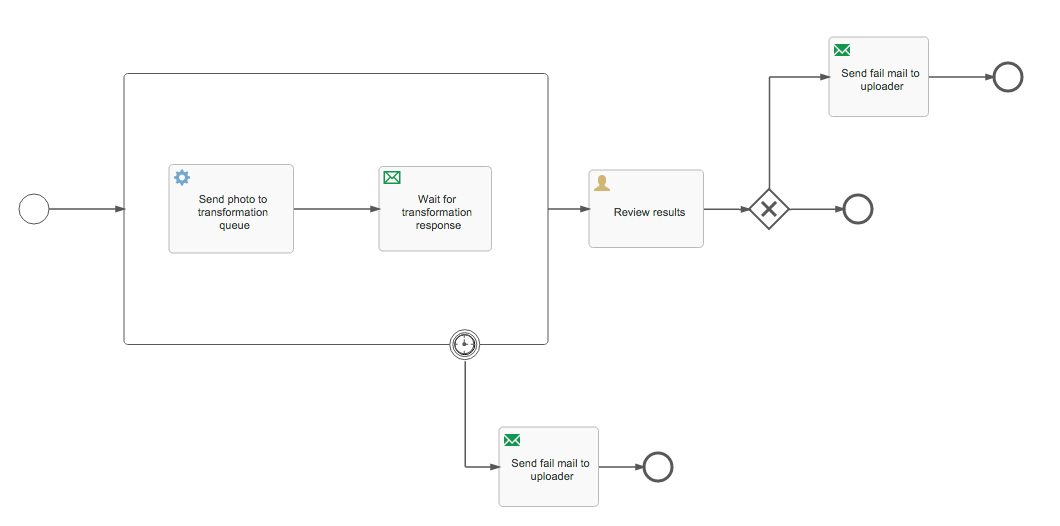 Send photo to
transformation
queue
Wait for
transformation
response
Review results
Send fail mail to
uploader
Send fail mail to
uploader